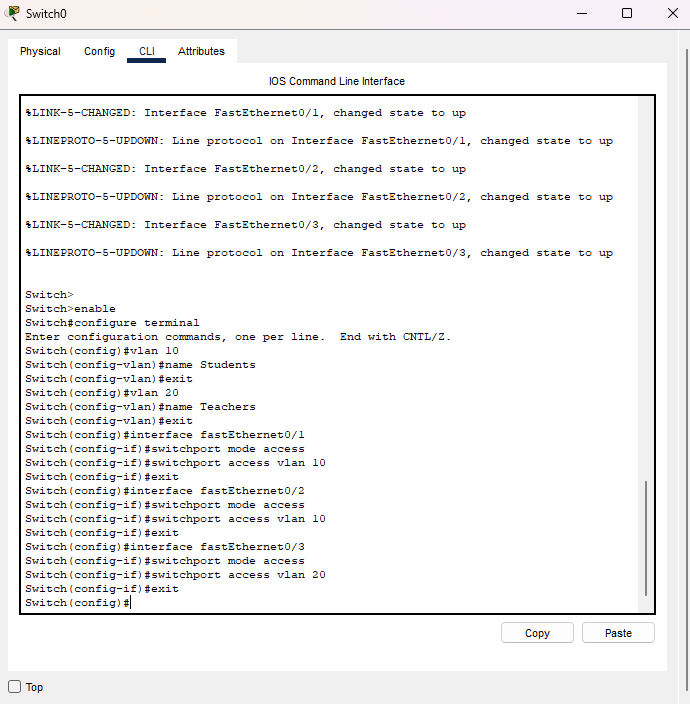 Switch0
Physical Config CLI Attributes
IOS Command Line Interface
%LINK-5-CHANGED: Interface FastEthernet0/1, changed state to up
%LINEPROTO-5-UPDOWN: Line protocol on Interface FastEthernet0/1, changed state to up
%LINK-5-CHANGED: Interface FastEthernet0/2, changed state to up
%LINEPROTO-5-UPDOWN: Line protocol on Interface FastEthernet0/2, changed state to up
%LINK-5-CHANGED: Interface FastEthernet0/3, changed state to up
%LINEPROTO-5-UPDOWN: Line protocol on Interface FastEthernet0/3, changed state to up
Switch>
Switch>enable
Switch#configure terminal
Enter configuration commands, one per line.  End with CNTL/Z.
Switch(config)#vlan 10
Switch(config-vlan)#name Students
Switch(config-vlan)#exit
Switch(config)#vlan 20
Switch(config-vlan)#name Teachers
Switch(config-vlan)#exit
Switch(config)#interface fastEthernet0/1
Switch(config-if)#switchport mode access
Switch(config-if)#switchport access vlan 10
Switch(config-if)#exit
Switch(config)#interface fastEthernet0/2
Switch(config-if)#switchport mode access
Switch(config-if)#switchport access vlan 10
Switch(config-if)#exit
Switch(config)#interface fastEthernet0/3
Switch(config-if)#switchport mode access
Switch(config-if)#switchport access vlan 20
Switch(config-if)#exit
Switch(config)#
Copy Paste
Top